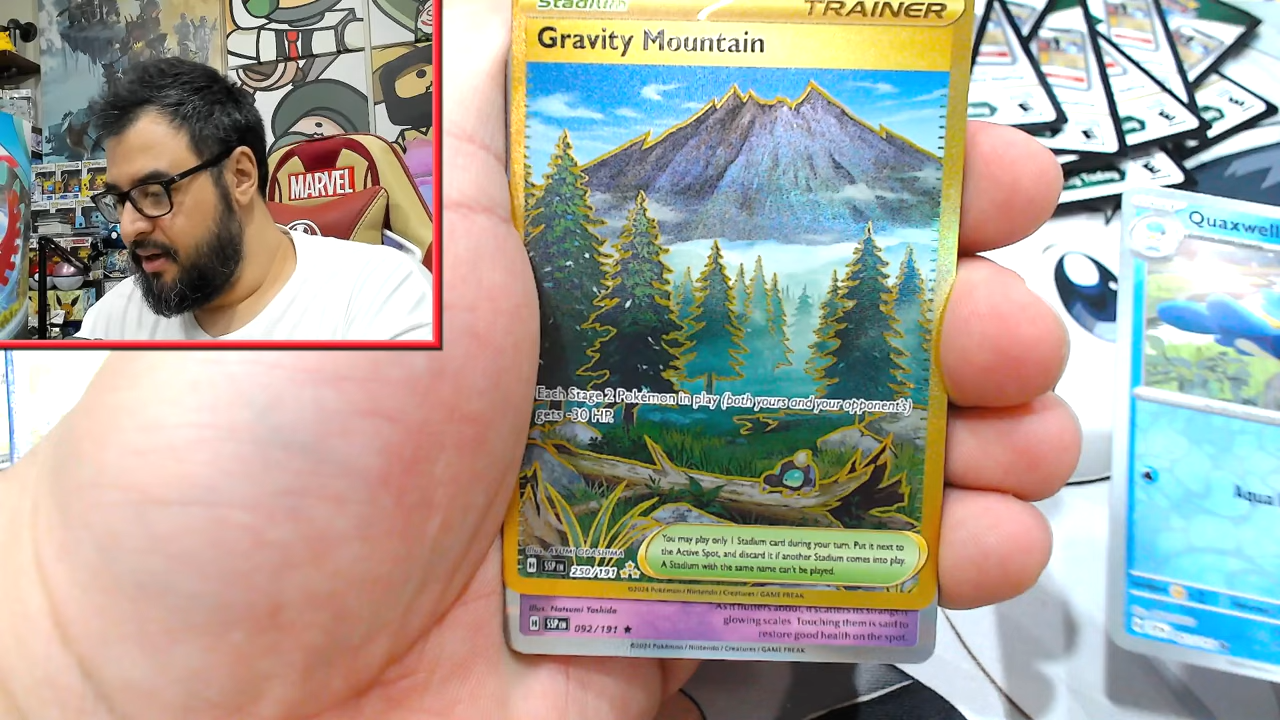 Stadium
TRAINER
Gravity Mountain
MARVEL
Quaxwell
Each Stage 2 Pokémon in play (both yours and your opponent's)
gets -30 HP.
Aqua
You may play only 1 Stadium card during your turn. Put it next to
the Active Spot, and discard it if another Stadium comes into play.
A Stadium with the same name can't be played.
Illus. AYUMI ODASHIMA
H SSP EN 250/191
©2024 Pokémon / Nintendo / Creatures / GAME FREAK
Illus. Natsumi Yoshida
H SSP EN 092/191
As it flutters about, it scatters its strangely
glowing scales. Touching them is said to
restore good health on the spot.
©2024 Pokémon / Nintendo / Creatures / GAME FREAK